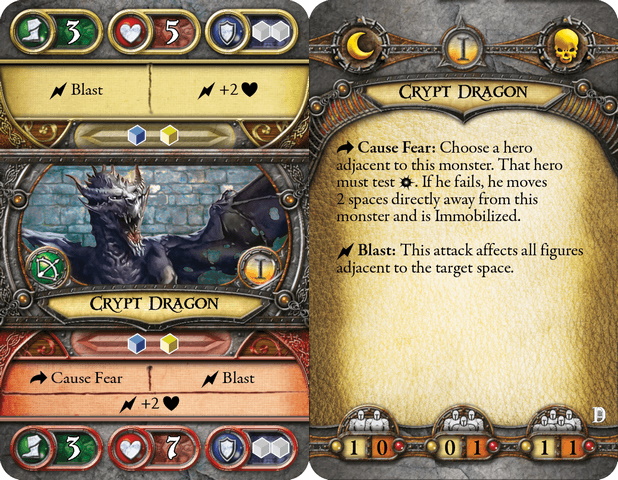 3 5
Blast +2
I
CRYPT DRAGON
Cause Fear Blast
+2
3 7
I
CRYPT DRAGON
Cause Fear: Choose a hero
adjacent to this monster. That hero
must test . If he fails, he moves
2 spaces directly away from this
monster and is Immobilized.
Blast: This attack affects all figures
adjacent to the target space.
1 0 0 1 1 1